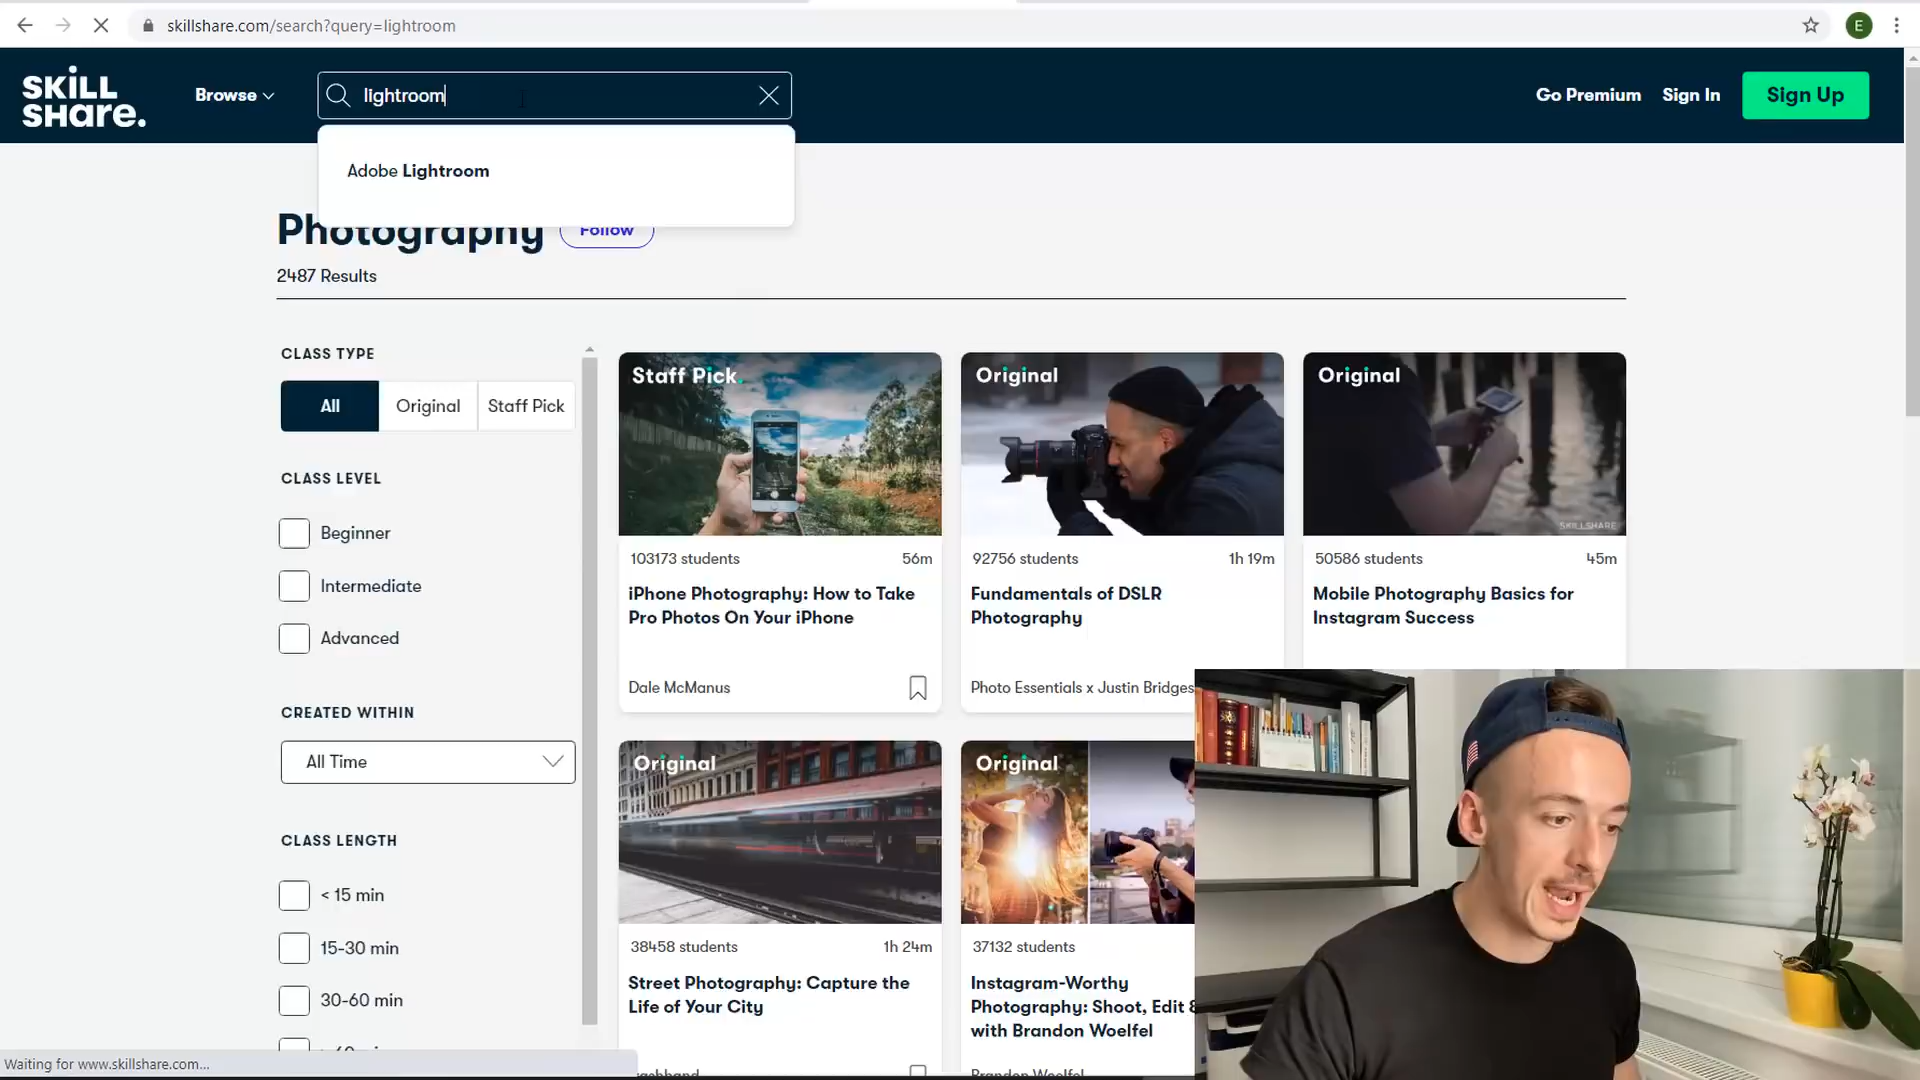 skillshare.com/search?query=lightroom
E
SKILL
SHARE.
Browse
lightroom
Go Premium
Sign In
Sign Up
Adobe Lightroom
Photography
Follow
2487 Results
CLASS TYPE
All
Original
Staff Pick
CLASS LEVEL
Beginner
Intermediate
Advanced
CREATED WITHIN
All Time
CLASS LENGTH
< 15 min
15-30 min
30-60 min
Staff Pick.
103173 students
56m
iPhone Photography: How to Take
Pro Photos On Your iPhone
Dale McManus
Original
92756 students
1h 19m
Fundamentals of DSLR
Photography
Photo Essentials x Justin Bridges
Original
SKILLSHARE
50586 students
45m
Mobile Photography Basics for
Instagram Success
Original
38458 students
1h 24m
Street Photography: Capture the
Life of Your City
Original
37132 students
Instagram-Worthy
Photography: Shoot, Edit &
with Brandon Woelfel
Brandon Woelfel
Waiting for www.skillshare.com...